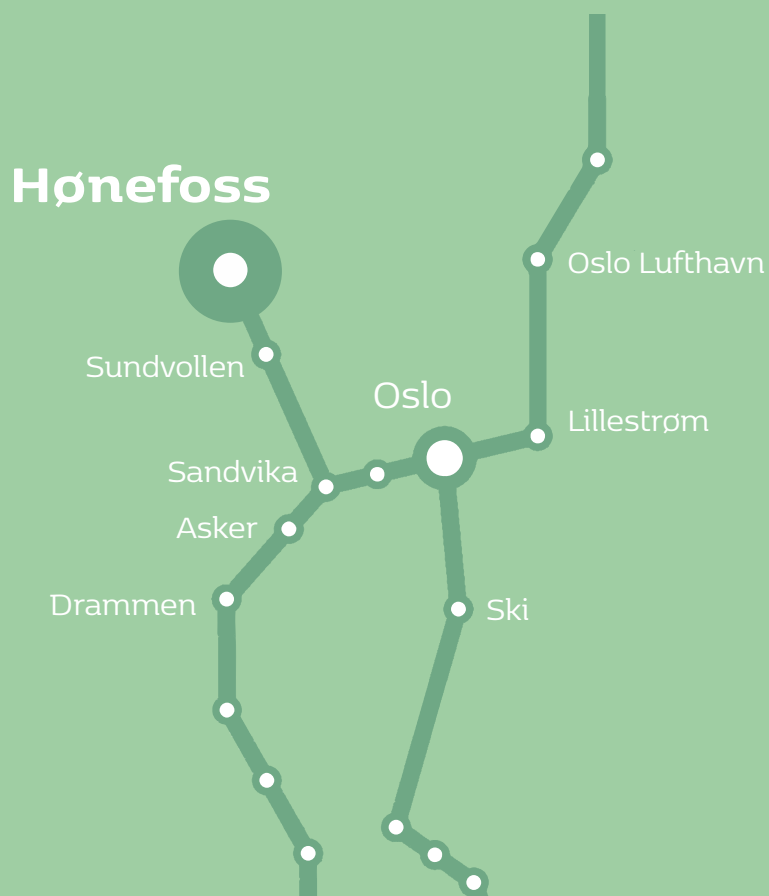 Hønefoss
Oslo Lufthavn
Sundvollen
Oslo
Lillestrøm
Sandvika
Asker
Drammen
Ski